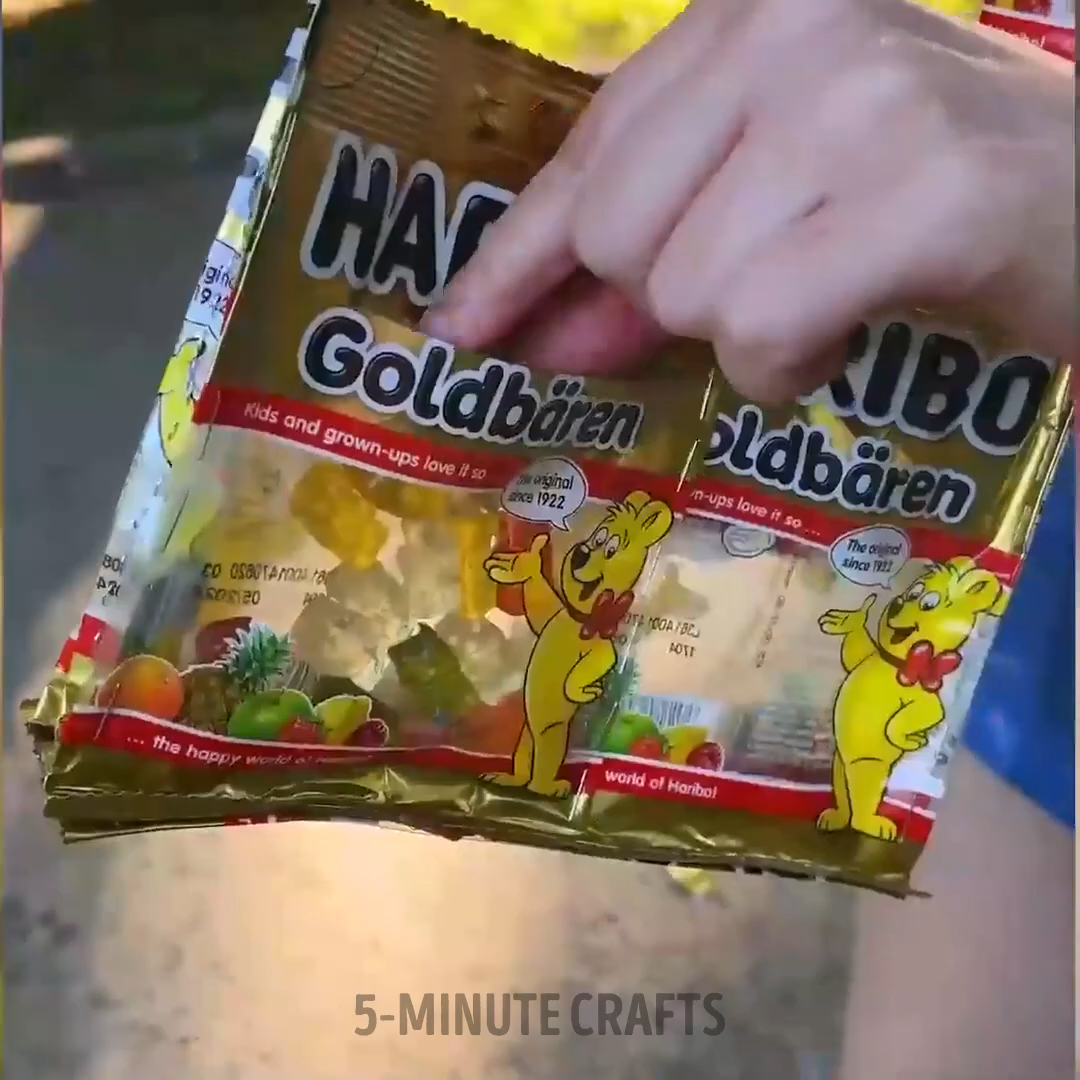 HA
Goldbären
Kids and grown-ups love it so
The original
since 1922
... the happy world of
RIBO
oldbären
n-ups love it so ...
The original
since 1922
world of Haribo!
1704
5-MINUTE CRAFTS